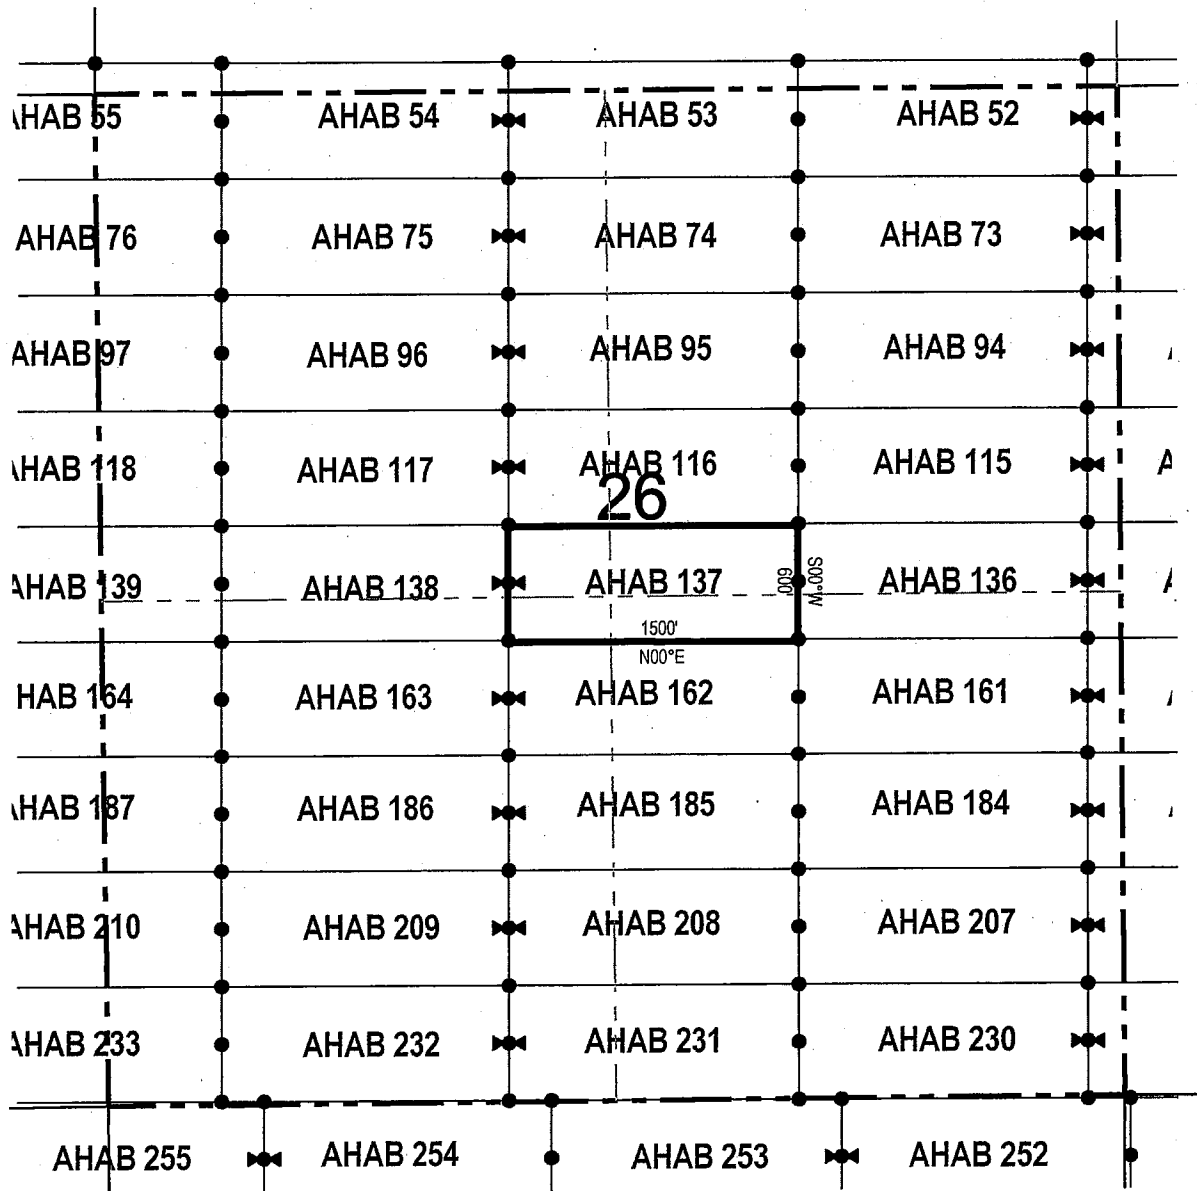 AHAB 55 AHAB 54 AHAB 53 AHAB 52
AHAB 76 AHAB 75 AHAB 74 AHAB 73
AHAB 97 AHAB 96 AHAB 95 AHAB 94
AHAB 118 AHAB 117 AHAB 116 AHAB 115
26
AHAB 139 AHAB 138 AHAB 137 600' S00°W AHAB 136
1500'
N00°E
HAB 164 AHAB 163 AHAB 162 AHAB 161
AHAB 187 AHAB 186 AHAB 185 AHAB 184
AHAB 210 AHAB 209 AHAB 208 AHAB 207
AHAB 233 AHAB 232 AHAB 231 AHAB 230
AHAB 255 AHAB 254 AHAB 253 AHAB 252